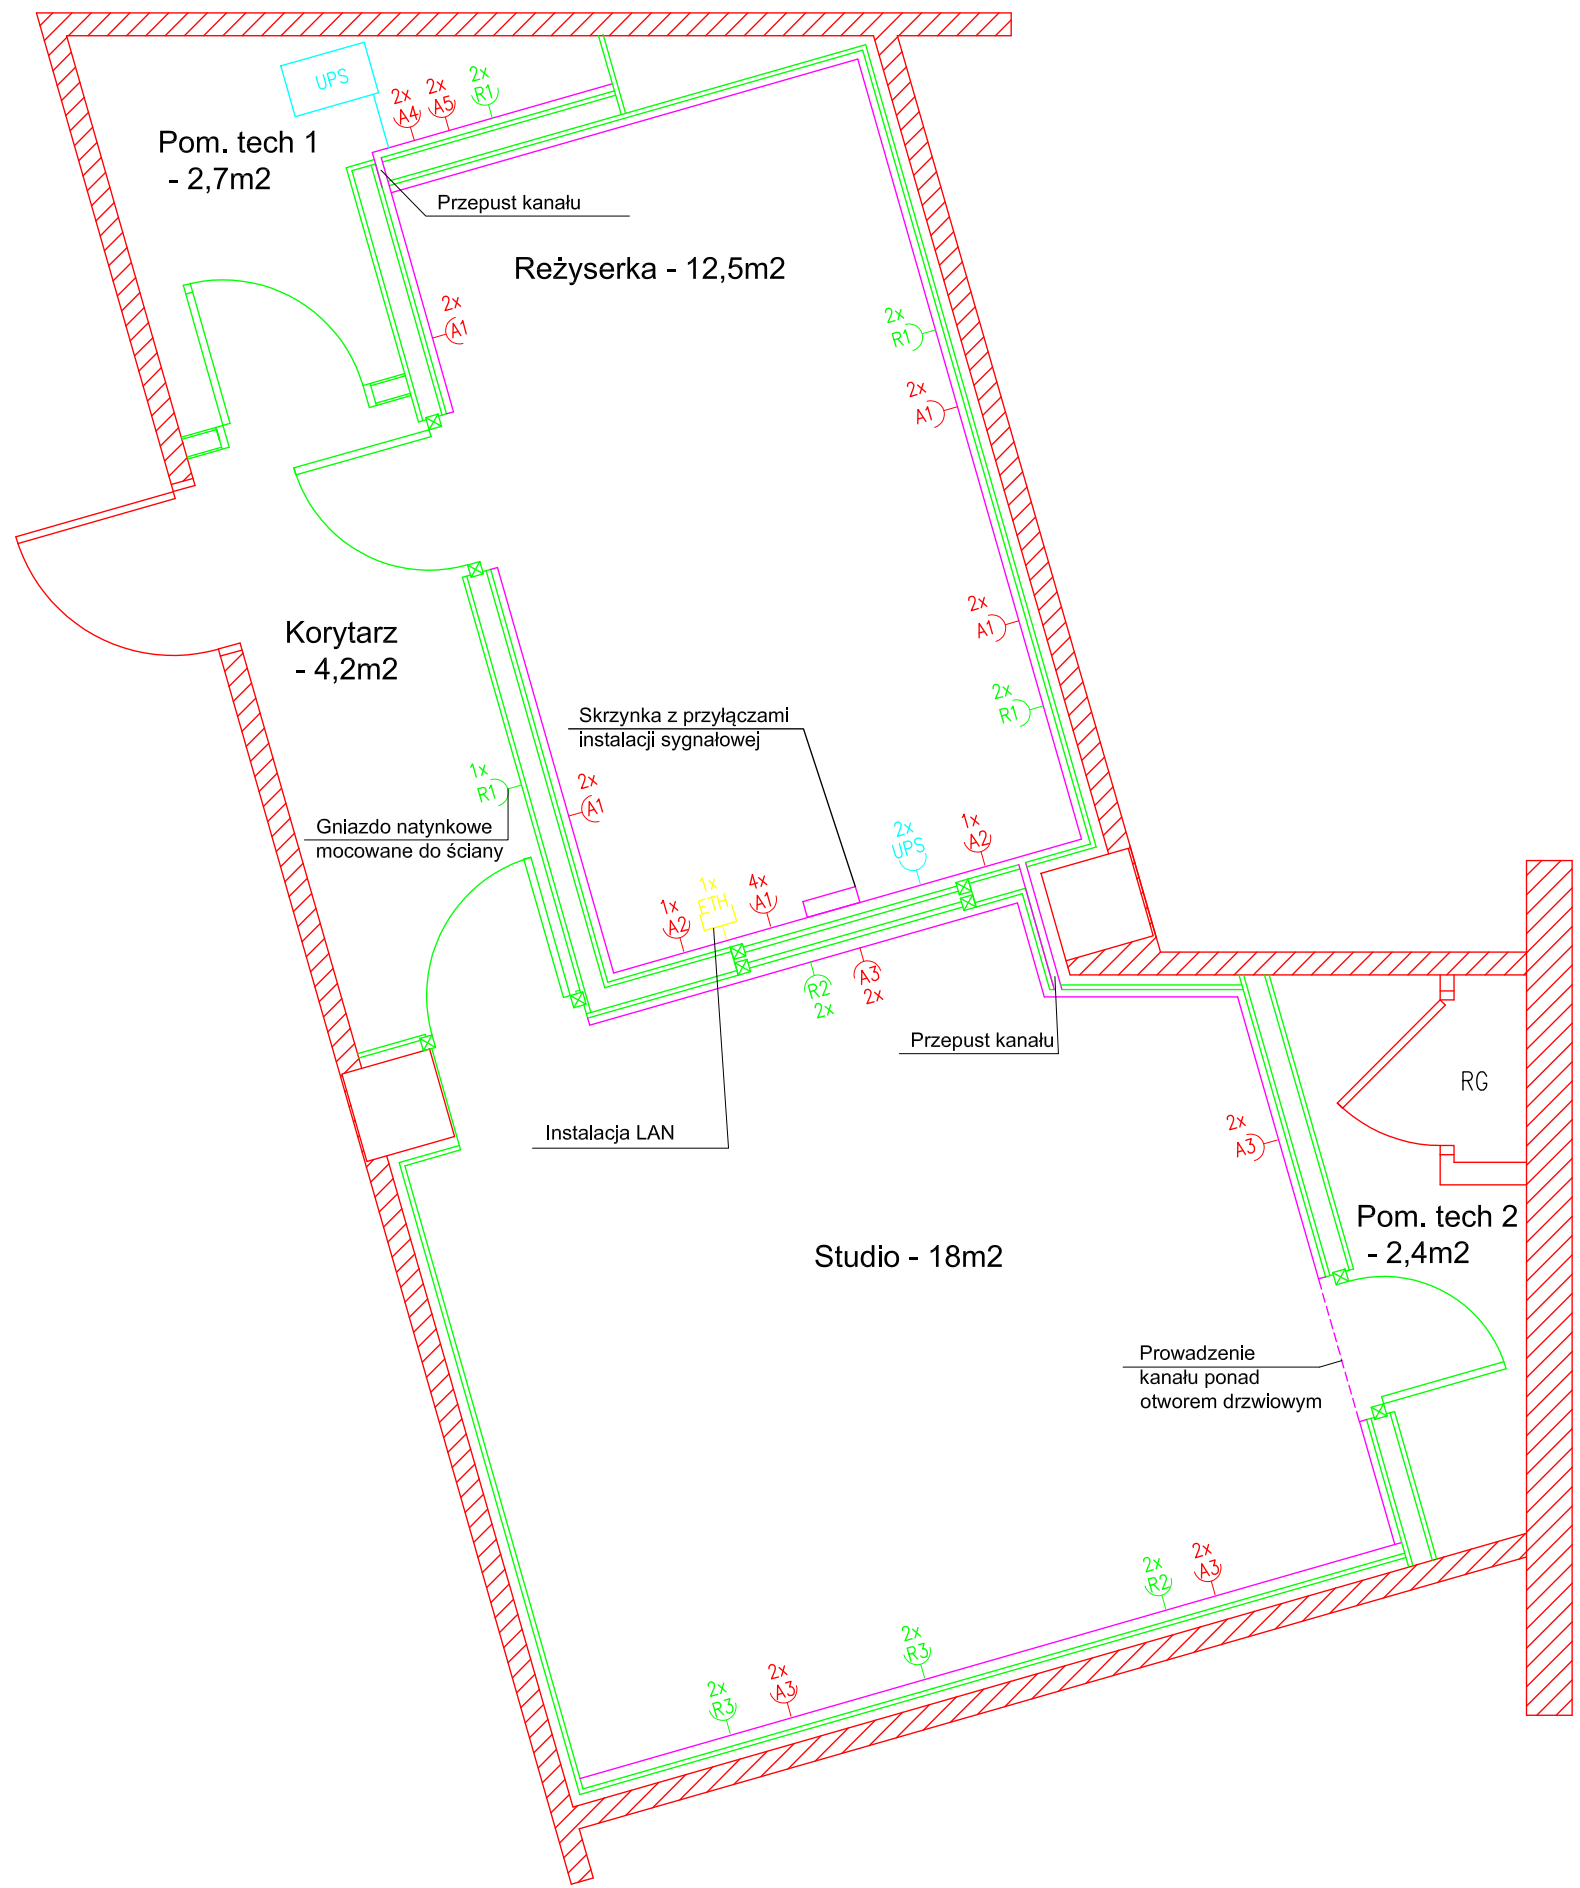 UPS
2x
A4
2x
A5
2x
R1
Pom. tech 1
- 2,7m2
Przepust kanału
Reżyserka - 12,5m2
2x
A1
2x
R1
2x
A1
Korytarz
- 4,2m2
2x
A1
2x
R1
Skrzynka z przyłączami
instalacji sygnałowej
1x
R1
2x
A1
Gniazdo natynkowe
mocowane do ściany
2x
UPS
1x
A2
1x
A2
1x
ETH
4x
A1
R2
2x
A3
2x
Przepust kanału
RG
Instalacja LAN
2x
A3
Pom. tech 2
- 2,4m2
Studio - 18m2
Prowadzenie
kanału ponad
otworem drzwiowym
2x
R2
2x
A3
2x
R3
2x
A3
2x
R3